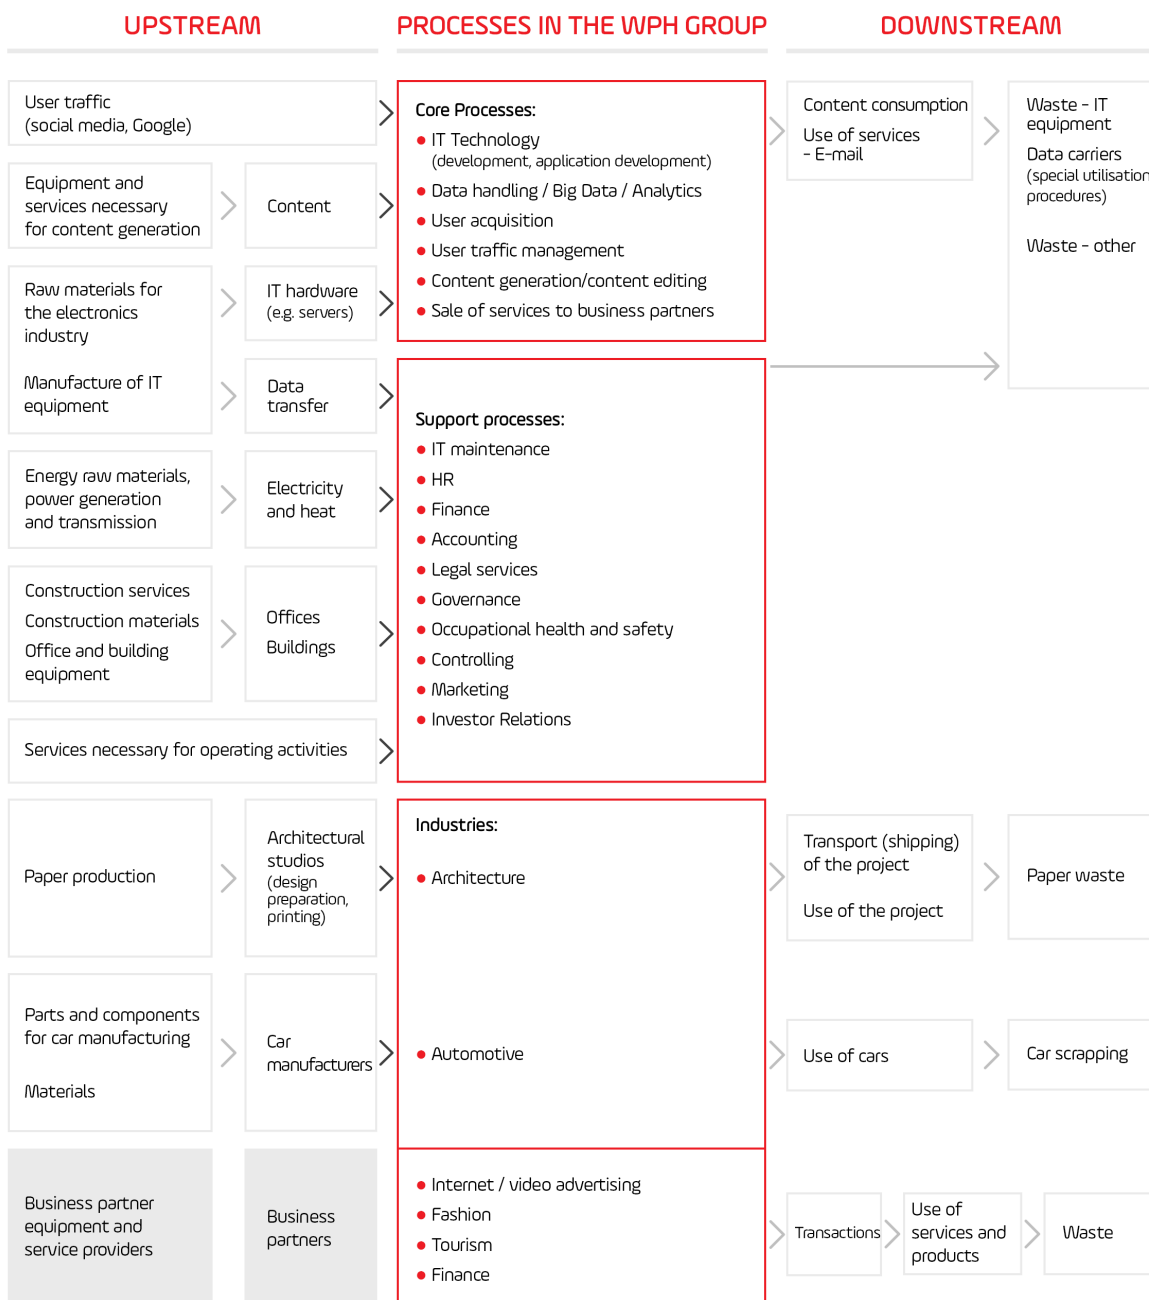 UPSTREAM
PROCESSES IN THE WPH GROUP
DOWNSTREAM
User traffic
(social media, Google)
Equipment and
services necessary
for content generation
Content
Raw materials for
the electronics
industry
Manufacture of IT
equipment
IT hardware
(e.g. servers)
Data
transfer
Energy raw materials,
power generation
and transmission
Electricity
and heat
Construction services
Construction materials
Office and building
equipment
Offices
Buildings
Services necessary for operating activities
Paper production
Architectural
studios
(design
preparation,
printing)
Parts and components
for car manufacturing
Materials
Car
manufacturers
Business partner
equipment and
service providers
Business
partners
Core Processes:
• IT Technology
(development, application development)
• Data handling / Big Data / Analytics
• User acquisition
• User traffic management
• Content generation/content editing
• Sale of services to business partners
Support processes:
• IT maintenance
• HR
• Finance
• Accounting
• Legal services
• Governance
• Occupational health and safety
• Controlling
• Marketing
• Investor Relations
Industries:
• Architecture
• Automotive
• Internet / video advertising
• Fashion
• Tourism
• Finance
Content consumption
Use of services
- E-mail
Waste - IT
equipment
Data carriers
(special utilisation
procedures)
Waste - other
Transport (shipping)
of the project
Use of the project
Paper waste
Use of cars
Car scrapping
Transactions
Use of
services and
products
Waste